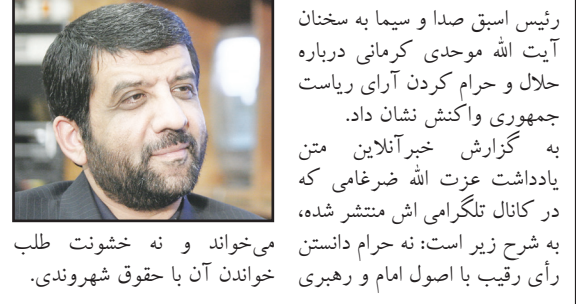 رئیس اسبق صدا و سیما به سخنان
آیت الله موحدی کرمانی درباره
حلال و حرام کردن آرای ریاست
جمهوری واکنش نشان داد.
به گزارش خبرآنلاین متن
یادداشت عزت الله ضرغامی که
در کانال تلگرامی اش منتشر شده،
به شرح زیر است: نه حرام دانستن
رأی رقیب با اصول امام و رهبری
می‌خواند و نه خشونت طلب
خواندن آن با حقوق شهروندی.